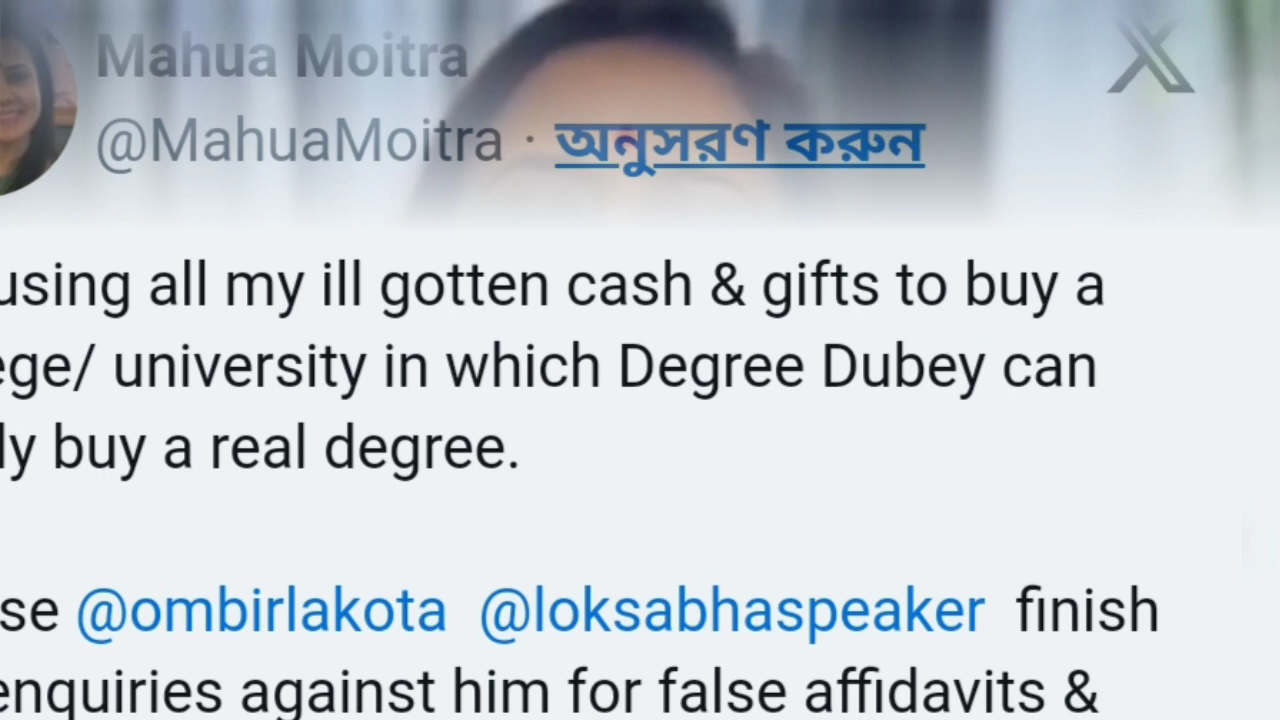 Mahua Moitra
@MahuaMoitra · অনুসরণ করুন
using all my ill gotten cash & gifts to buy a
ege/ university in which Degree Dubey can
ly buy a real degree.
se @ombirlakota @loksabhaspeaker finish
enquiries against him for false affidavits &